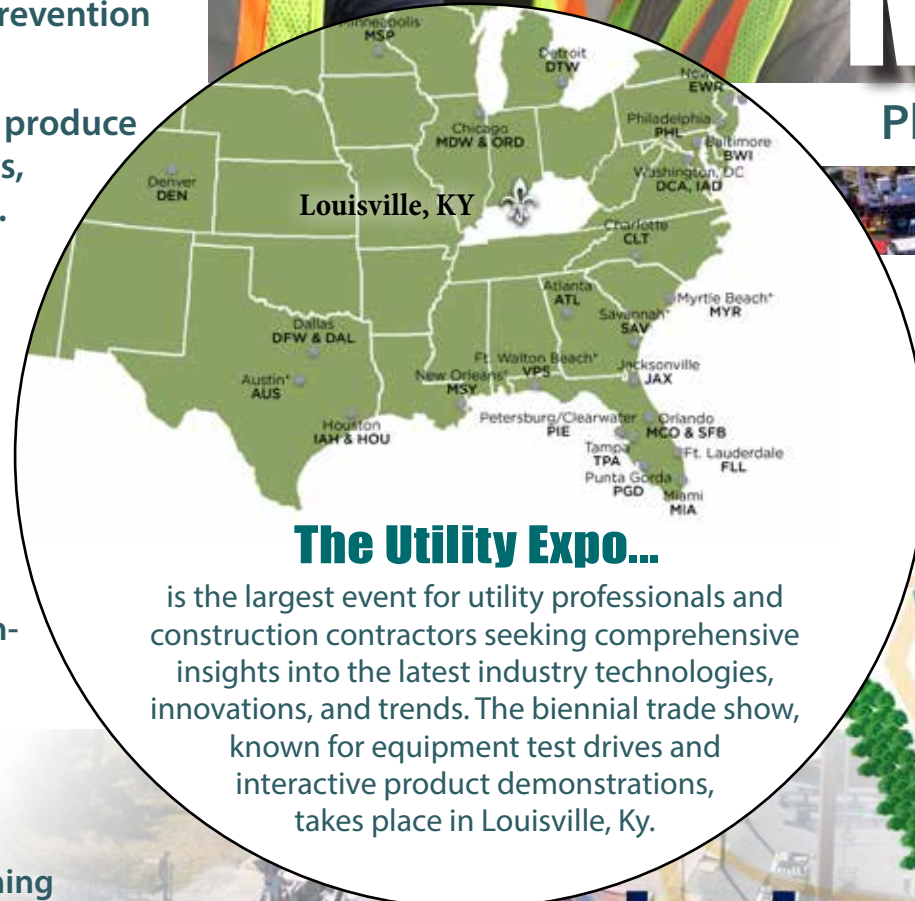 revention
produce
s,
.
Pl
Minneapolis
MSP
Detroit
DTW
New
EWR
Chicago
MDW & ORD
Philadelphia
PHL
Baltimore
BWI
Washington, DC
DCA, IAD
Denver
DEN
Louisville, KY
Charlotte
CLT
Atlanta
ATL
Myrtle Beach*
MYR
Savannah*
SAV
Dallas
DFW & DAL
Ft. Walton Beach*
VPS
Jacksonville
JAX
New Orleans*
MSY
Austin*
AUS
Houston
IAH & HOU
Petersburg/Clearwater
PIE
Orlando
MCO & SFB
Tampa
TPA
Ft. Lauderdale
FLL
Punta Gorda
PGD
Miami
MIA
The Utility Expo...
is the largest event for utility professionals and
construction contractors seeking comprehensive
insights into the latest industry technologies,
innovations, and trends. The biennial trade show,
known for equipment test drives and
interactive product demonstrations,
takes place in Louisville, Ky.
n-
ning